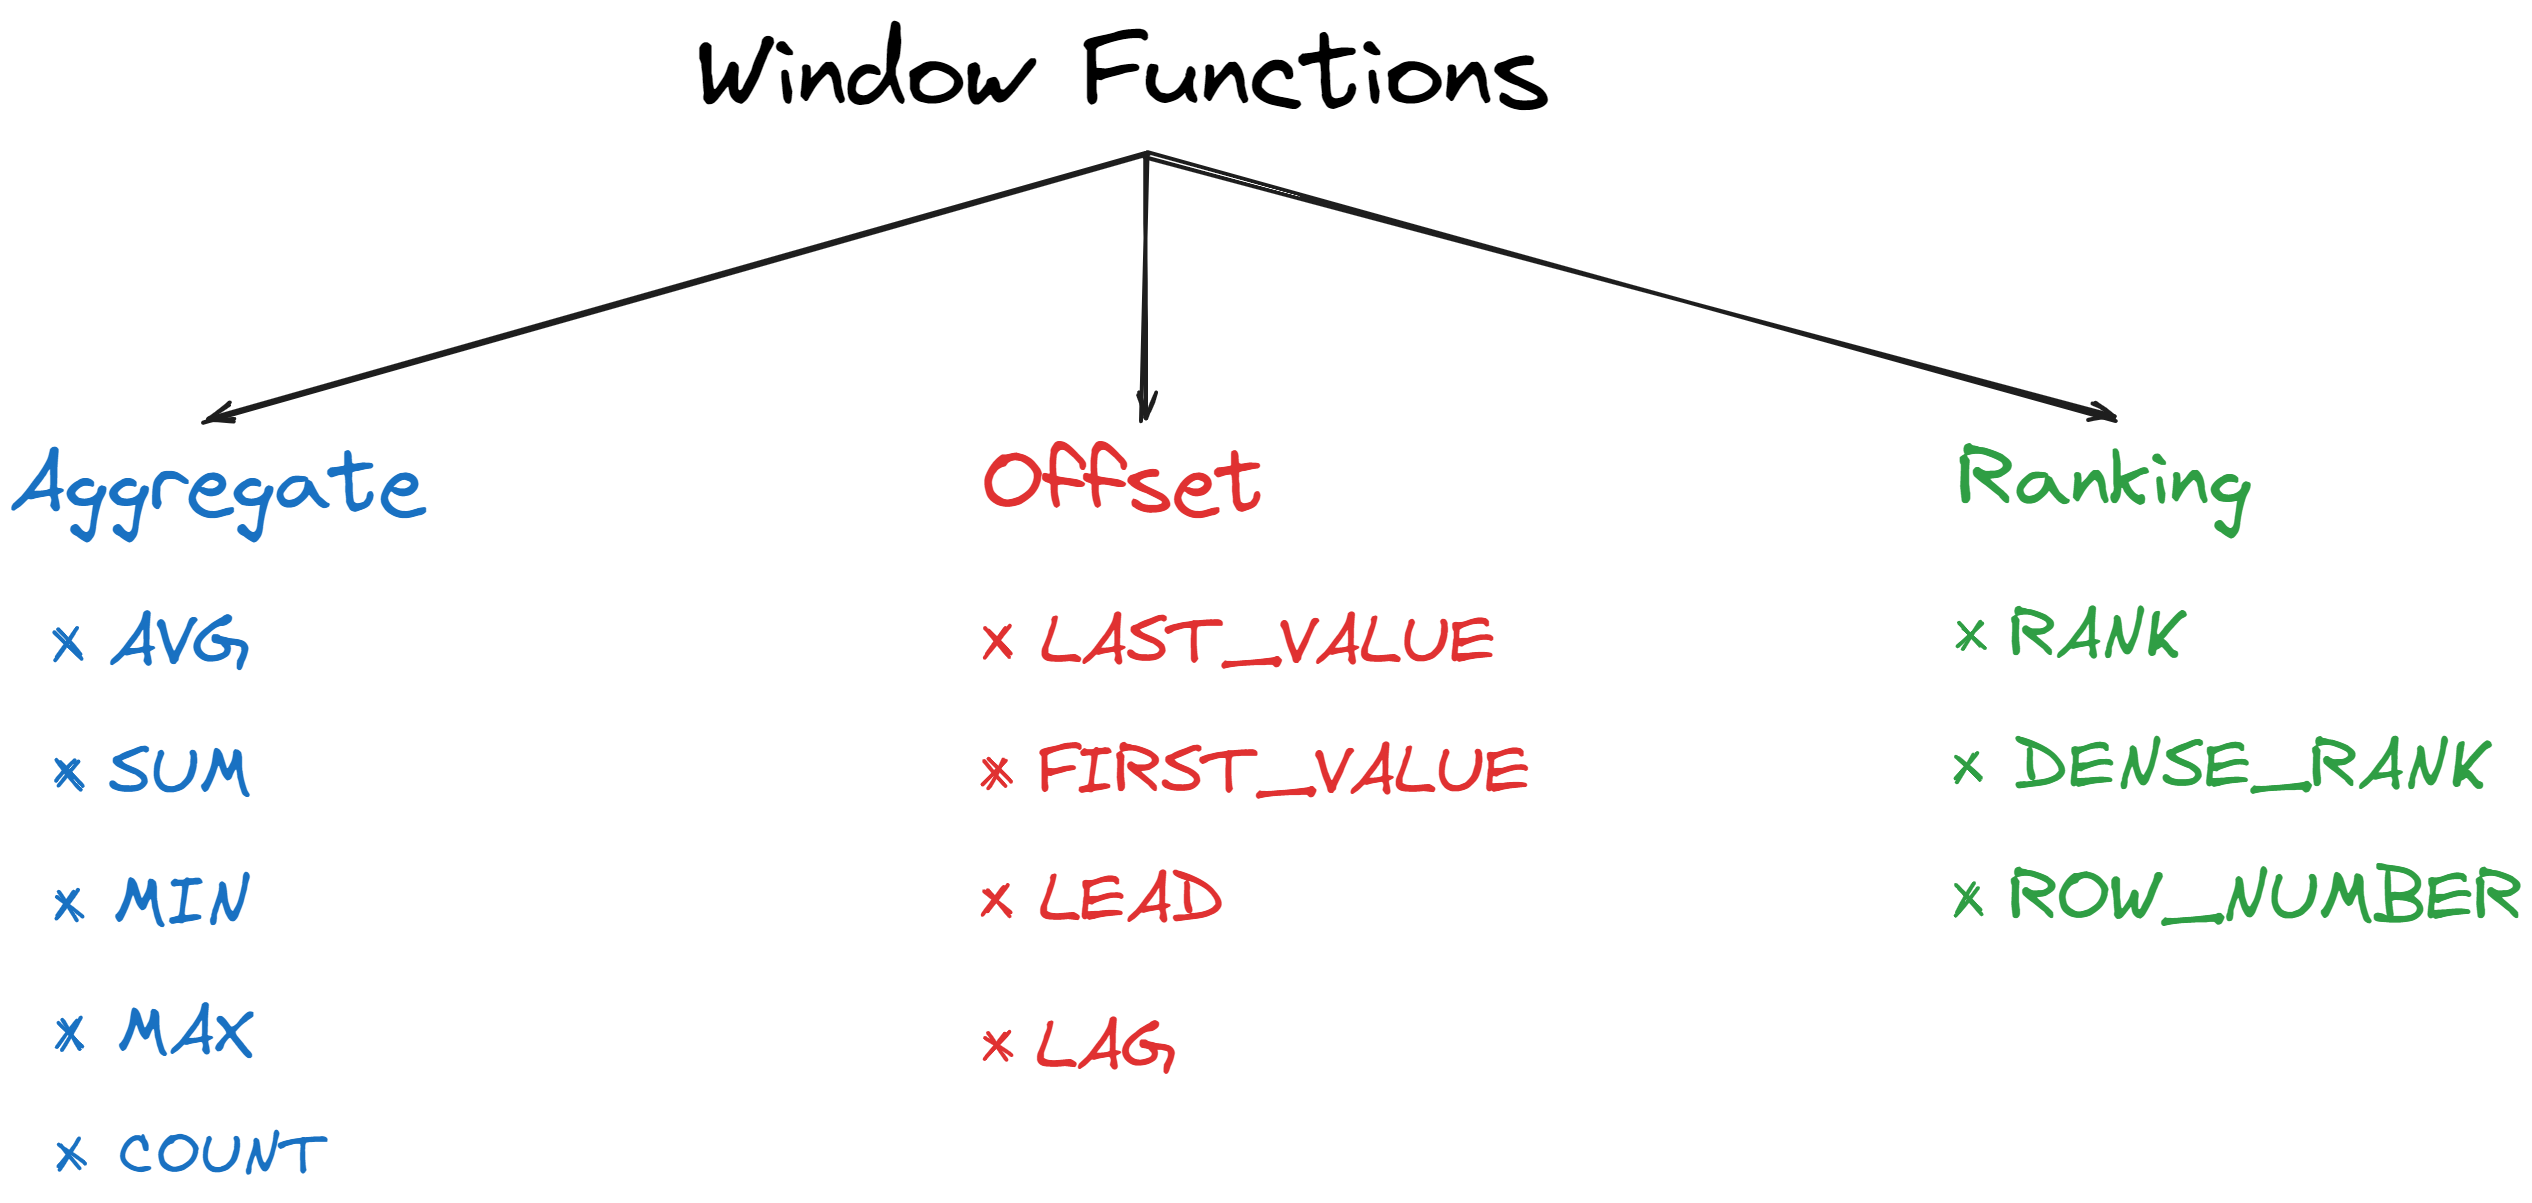 Window Functions
Aggregate
× AVG
× SUM
× MIN
× MAX
× COUNT
Offset
× LAST_VALUE
× FIRST_VALUE
× LEAD
× LAG
Ranking
× RANK
× DENSE_RANK
× ROW_NUMBER